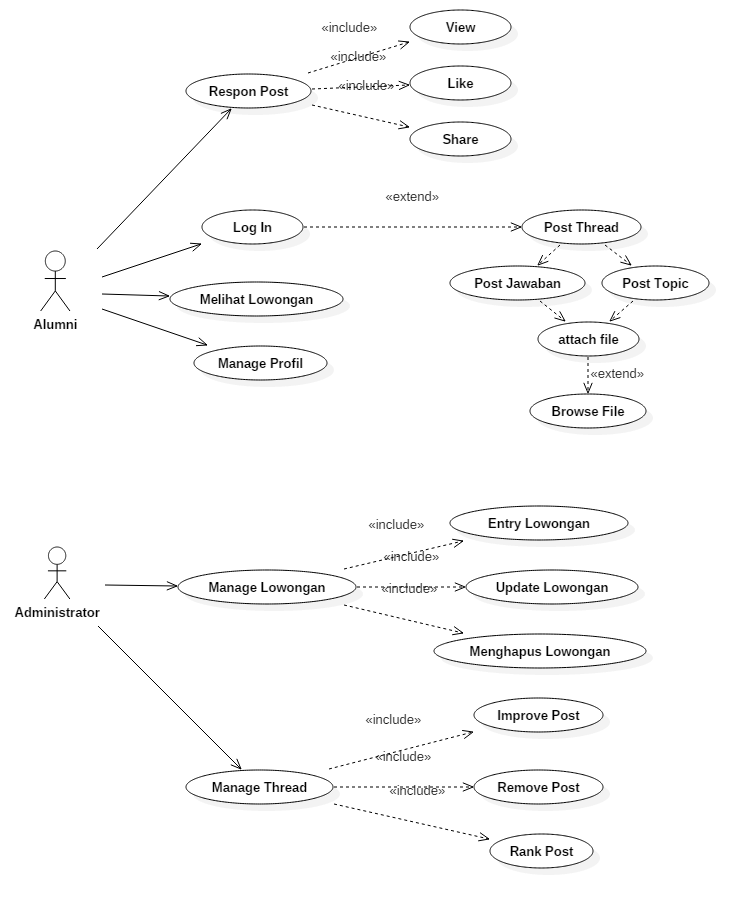 «include»
View
«include»
Respon Post
«include»
Like
Share
«extend»
Log In
Post Thread
Post Jawaban
Post Topic
Melihat Lowongan
Alumni
attach file
Manage Profil
«extend»
Browse File
«include»
Entry Lowongan
«include»
Administrator
Manage Lowongan
«include»
Update Lowongan
Menghapus Lowongan
«include»
Improve Post
«include»
Manage Thread
«include»
Remove Post
Rank Post